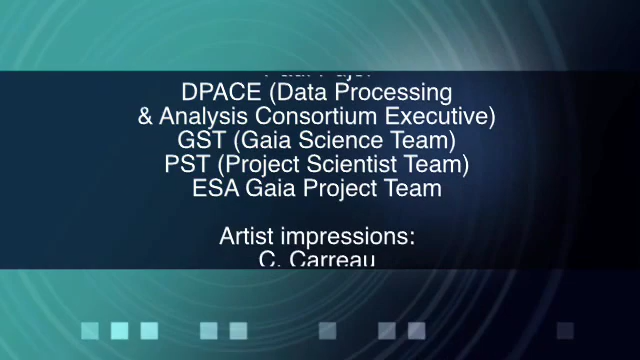 DPACE (Data Processing
& Analysis Consortium Executive)
GST (Gaia Science Team)
PST (Project Scientist Team)
ESA Gaia Project Team
Artist impressions:
C. Carreau